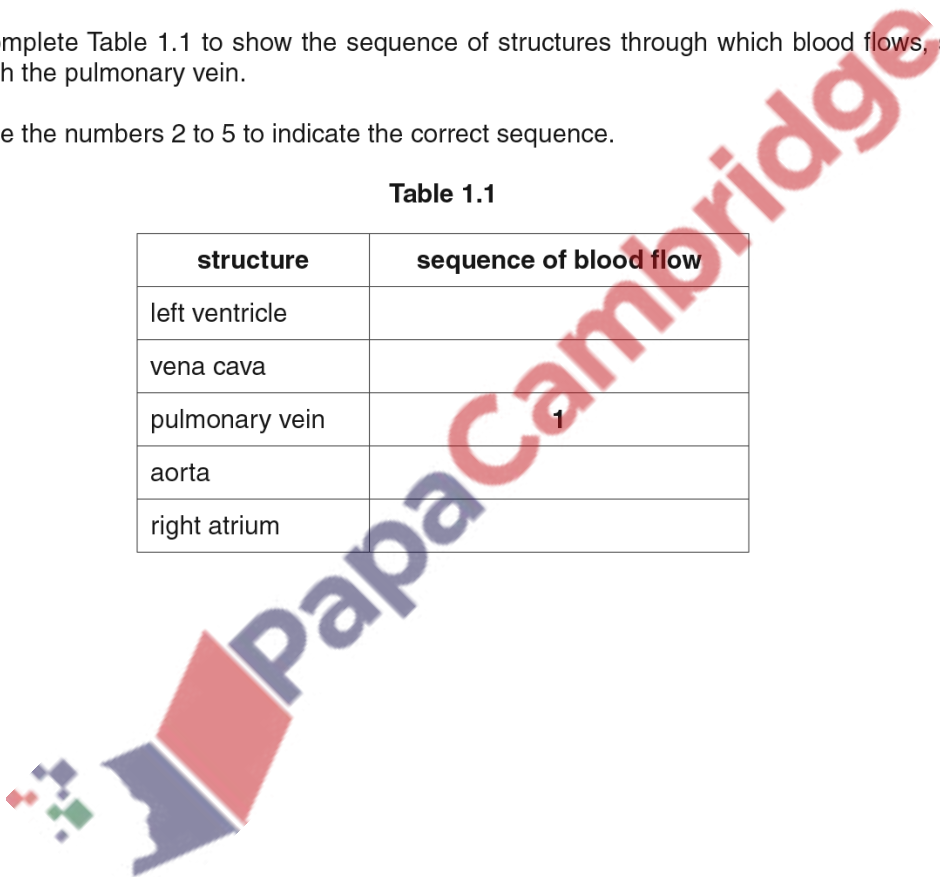 mplete Table 1.1 to show the sequence of structures through which blood flows,
h the pulmonary vein.
e the numbers 2 to 5 to indicate the correct sequence.
Table 1.1
structure sequence of blood flow
left ventricle
vena cava
pulmonary vein 1
aorta
right atrium
PapaCambridge